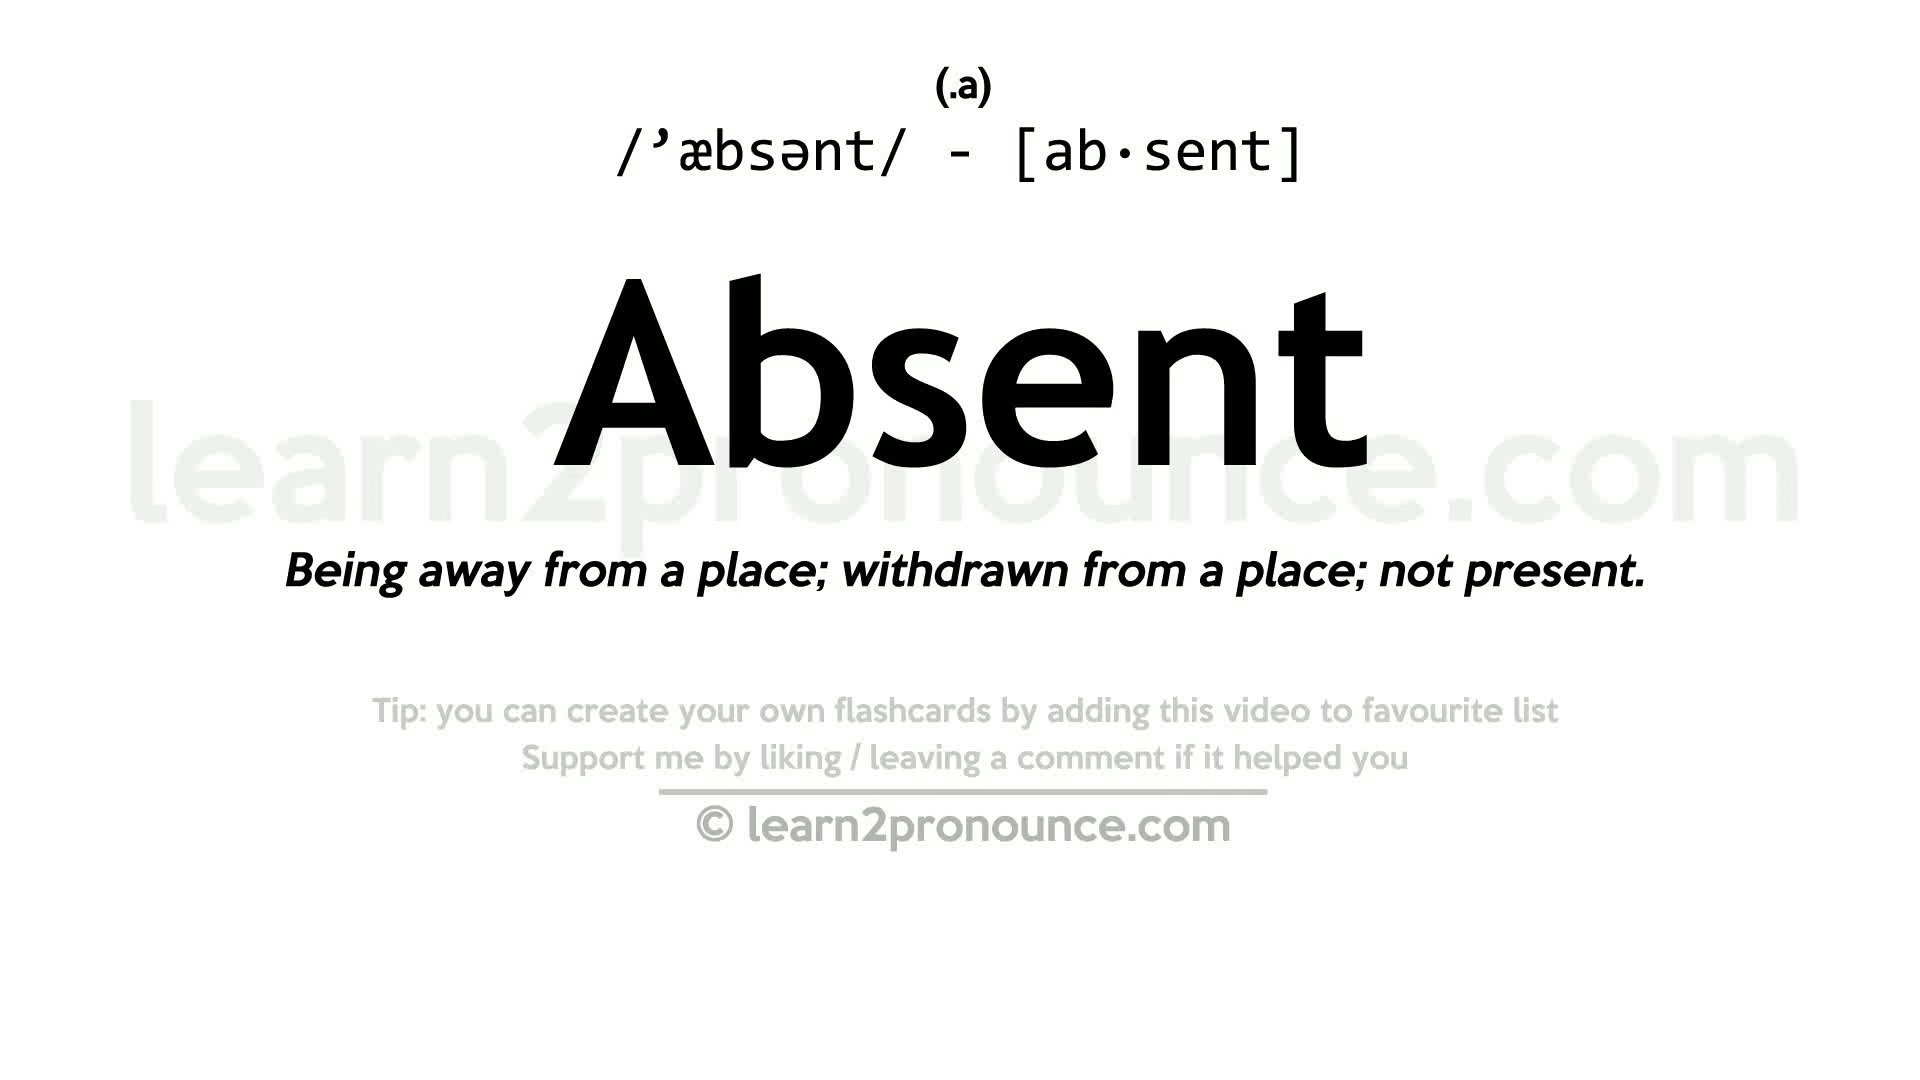 (.a)
/’æbsənt/ - [ab·sent]
Absent
learn2pronounce.com
Being away from a place; withdrawn from a place; not present.
Tip: you can create your own flashcards by adding this video to favourite list
Support me by liking / leaving a comment if it helped you
© learn2pronounce.com